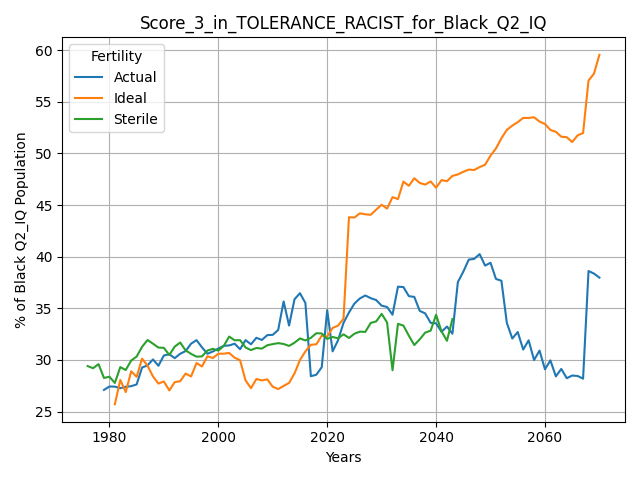 Score_3_in_TOLERANCE_RACIST_for_Black_Q2_IQ
60
55
50
45
40
35
30
25
% of Black Q2_IQ Population
Fertility
Actual
Ideal
Sterile
1980 2000 2020 2040 2060
Years